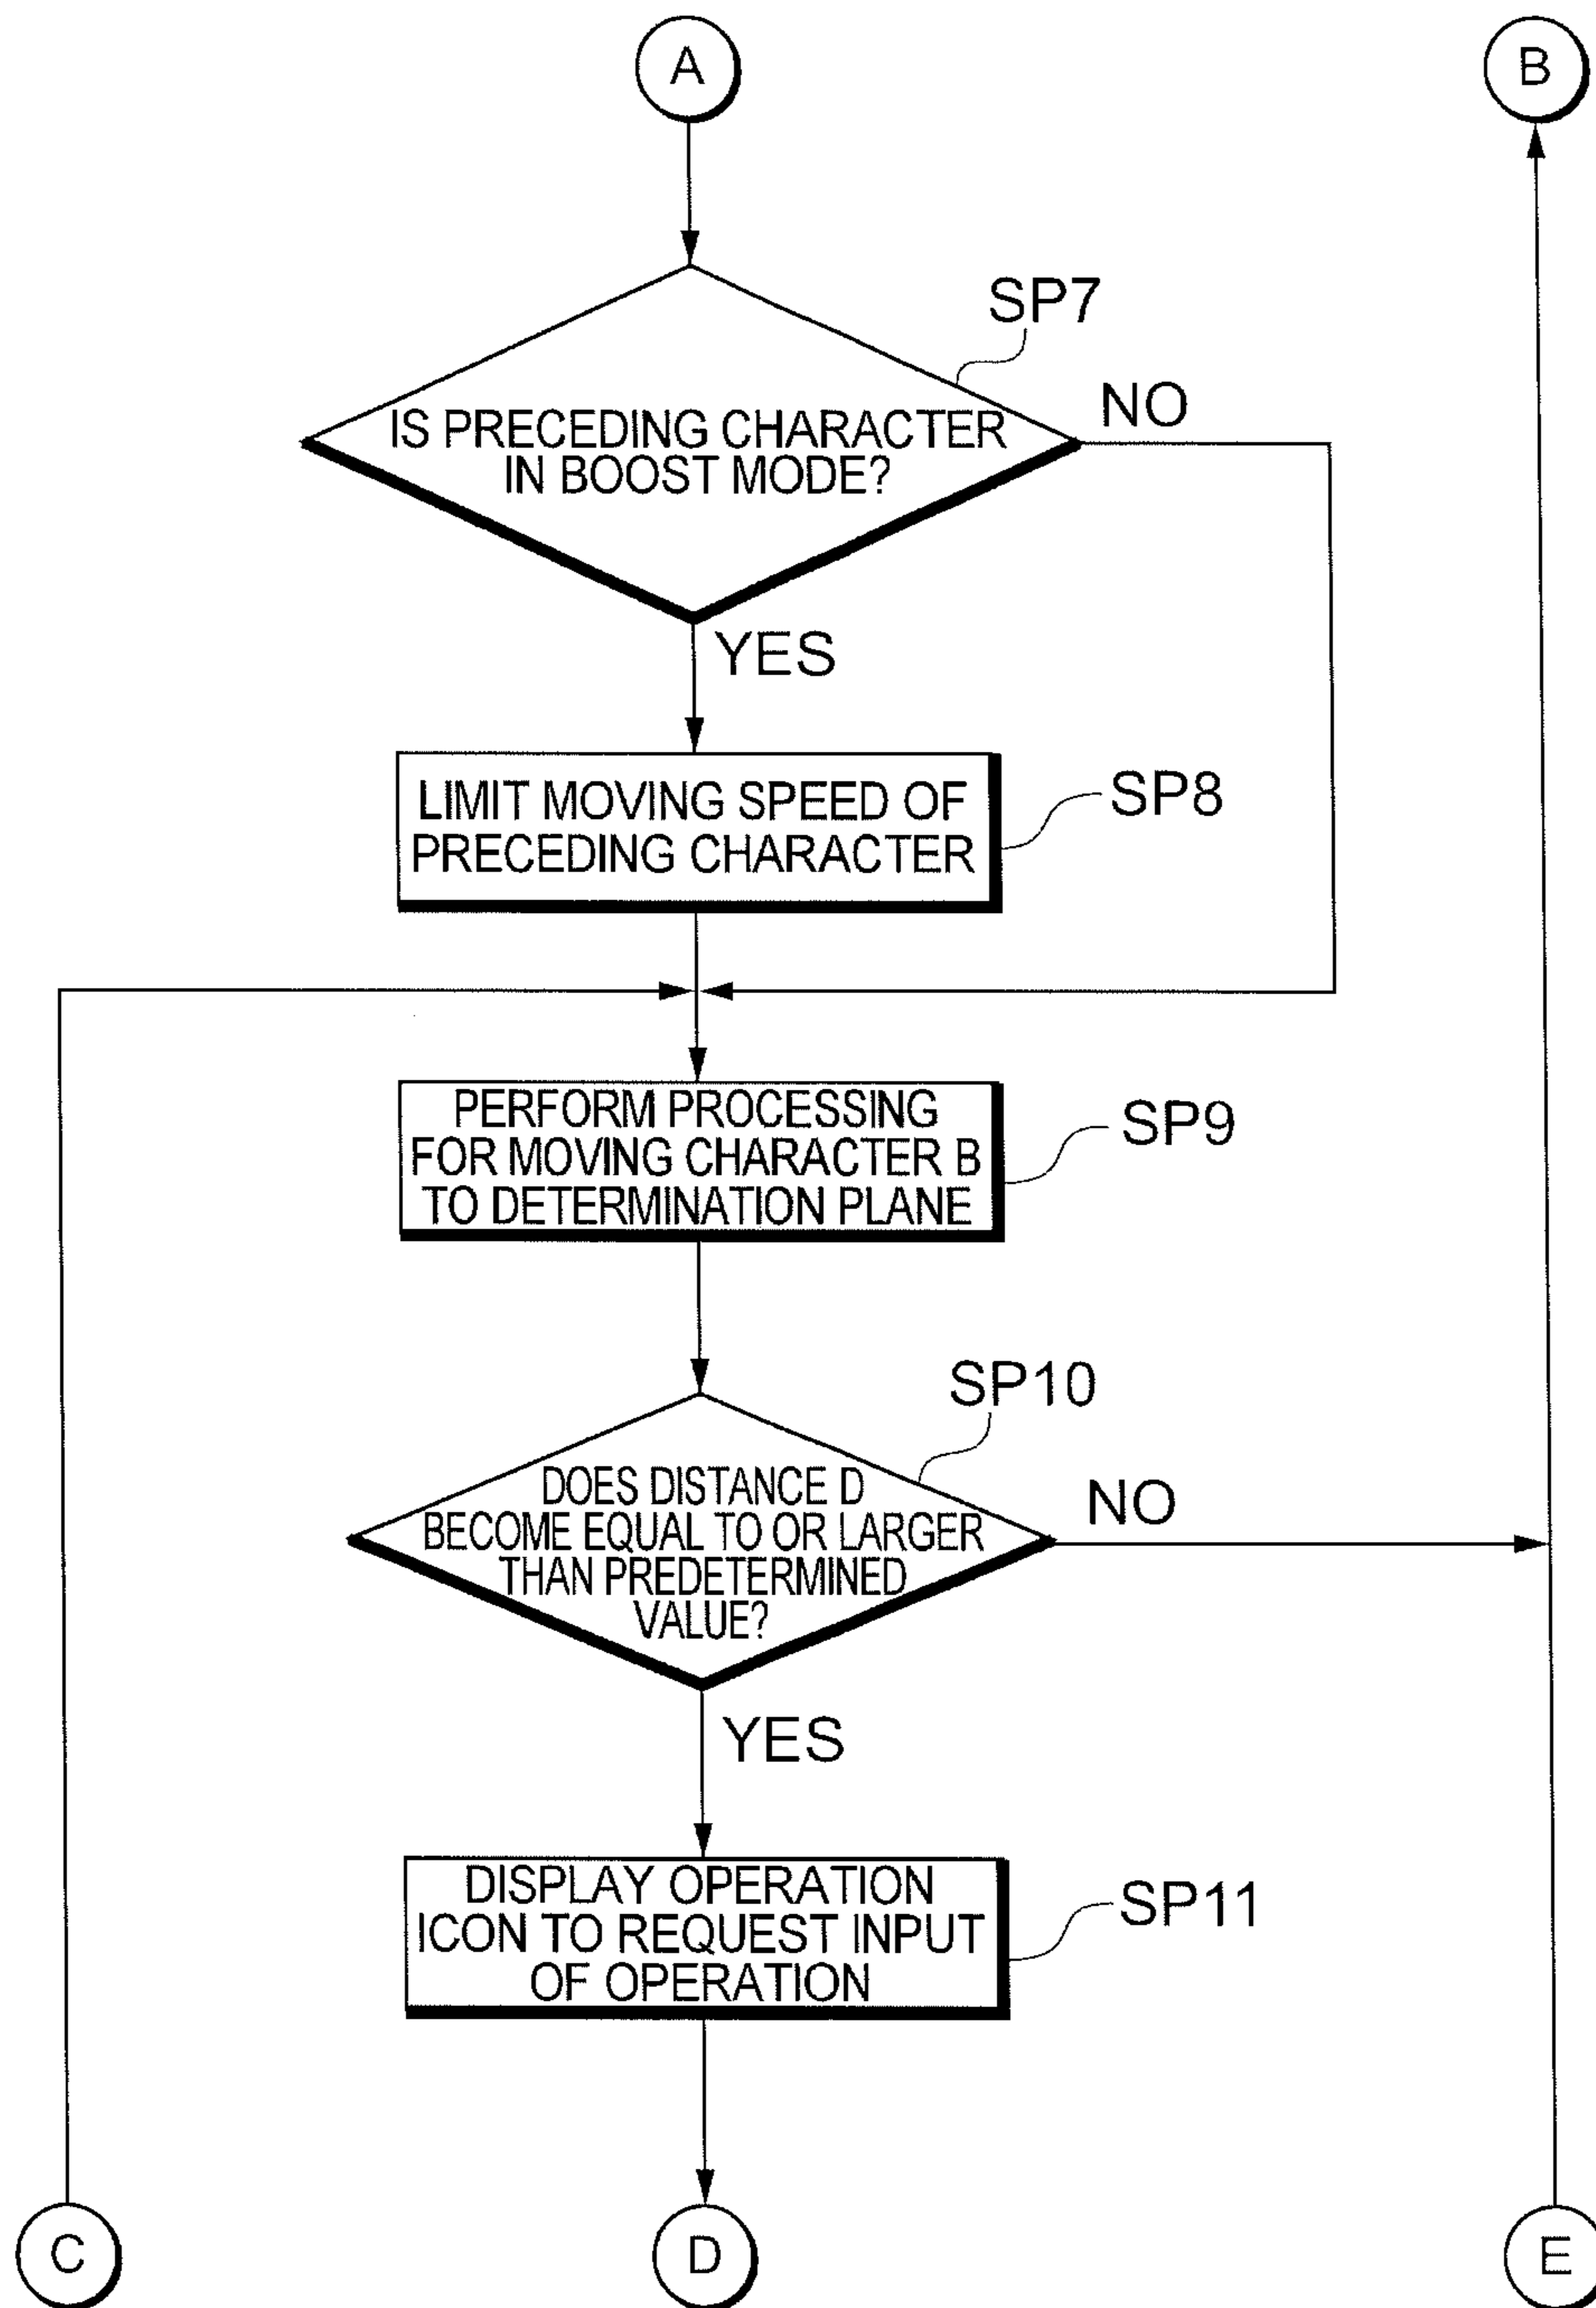 A
B
SP7
NO
IS PRECEDING CHARACTER
IN BOOST MODE?
YES
LIMIT MOVING SPEED OF
PRECEDING CHARACTER
SP8
PERFORM PROCESSING
FOR MOVING CHARACTER B
TO DETERMINATION PLANE
SP9
SP10
DOES DISTANCE D
BECOME EQUAL TO OR LARGER
THAN PREDETERMINED
VALUE?
NO
YES
DISPLAY OPERATION
ICON TO REQUEST INPUT
OF OPERATION
SP11
C
D
E